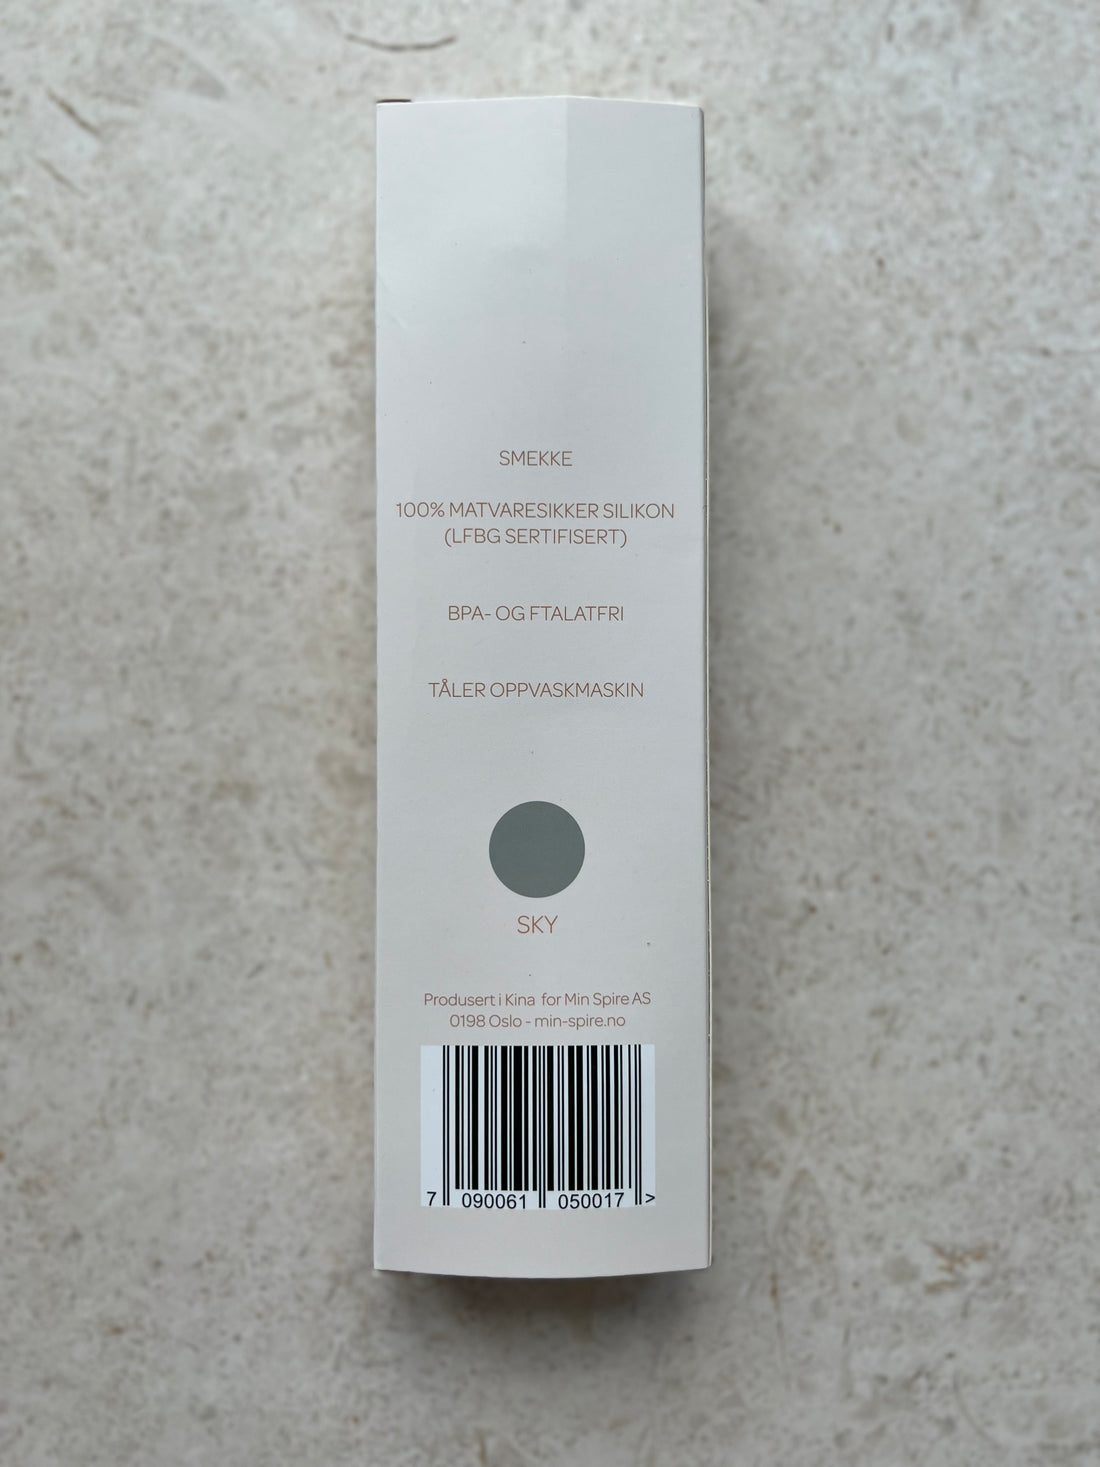 SMEKKE
100% MATVARESIKKER SILIKON
(LFBG SERTIFISERT)
BPA- OG FTALATFRI
TÅLER OPPVASKMASKIN
SKY
Produsert i Kina for Min Spire AS
0198 Oslo - min-spire.no
7 090061 050017 >